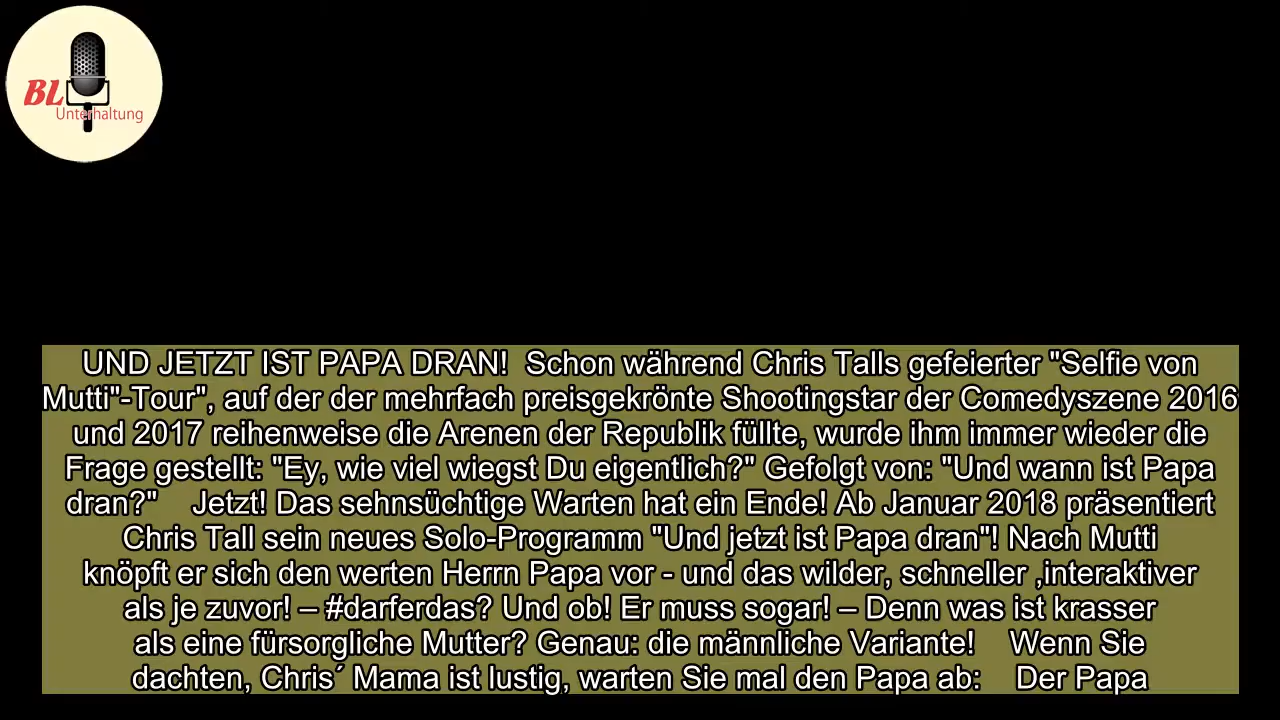 BL
Unterhaltung
UND JETZT IST PAPA DRAN!  Schon während Chris Talls gefeierter "Selfie von
Mutti"-Tour", auf der der mehrfach preisgekrönte Shootingstar der Comedyszene 2016
und 2017 reihenweise die Arenen der Republik füllte, wurde ihm immer wieder die
Frage gestellt: "Ey, wie viel wiegst Du eigentlich?" Gefolgt von: "Und wann ist Papa
dran?"    Jetzt! Das sehnsüchtige Warten hat ein Ende! Ab Januar 2018 präsentiert
Chris Tall sein neues Solo-Programm "Und jetzt ist Papa dran"! Nach Mutti
knöpft er sich den werten Herrn Papa vor - und das wilder, schneller ,interaktiver
als je zuvor! – #darferdas? Und ob! Er muss sogar! – Denn was ist krasser
als eine fürsorgliche Mutter? Genau: die männliche Variante!    Wenn Sie
dachten, Chris´ Mama ist lustig, warten Sie mal den Papa ab:    Der Papa